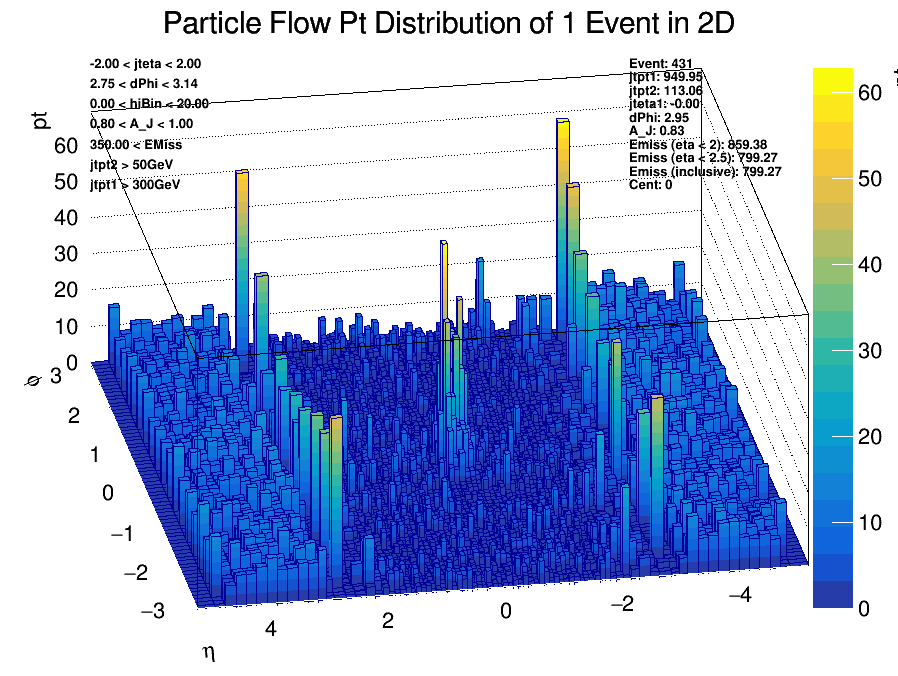 Particle Flow Pt Distribution of 1 Event in 2D
-2.00 < jteta < 2.00
2.75 < dPhi < 3.14
0.00 < hiBin < 20.00
0.80 < A_J < 1.00
350.00 < EMiss
jtpt2 > 50GeV
jtpt1 > 300GeV
Event: 431
jtpt1: 949.95
jtpt2: 113.06
jteta1: -0.00
dPhi: 2.95
A_J: 0.83
Emiss (eta < 2): 859.38
Emiss (eta < 2.5): 799.27
Emiss (inclusive): 799.27
Cent: 0
pt
60
50
40
30
20
10
0
φ
3
2
1
0
−1
−2
−3
4
2
0
−2
−4
η
60
50
40
30
20
10
0